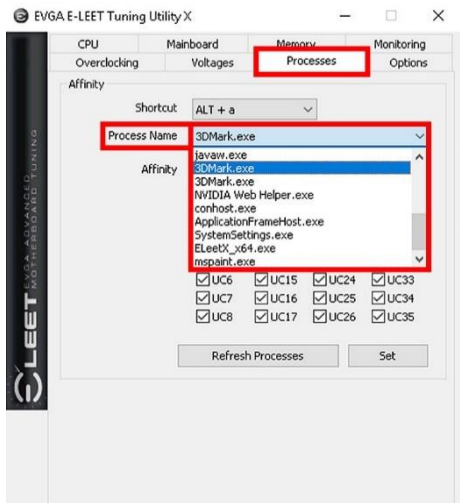 EVGA E-LEET Tuning Utility X
CPU Mainboard Memory Monitoring
Overclocking Voltages Processes Options
Affinity
Shortcut ALT + a
Process Name 3DMark.exe
javaw.exe
Affinity 3DMark.exe
3DMark.exe
NVIDIA Web Helper.exe
conhost.exe
ApplicationFrameHost.exe
SystemSettings.exe
ELeetX_x64.exe
mspaint.exe
UC6 UC15 UC24 UC33
UC7 UC16 UC25 UC34
UC8 UC17 UC26 UC35
Refresh Processes Set
ELEET EVGA ADVANCED
MOTHERBOARD TUNING